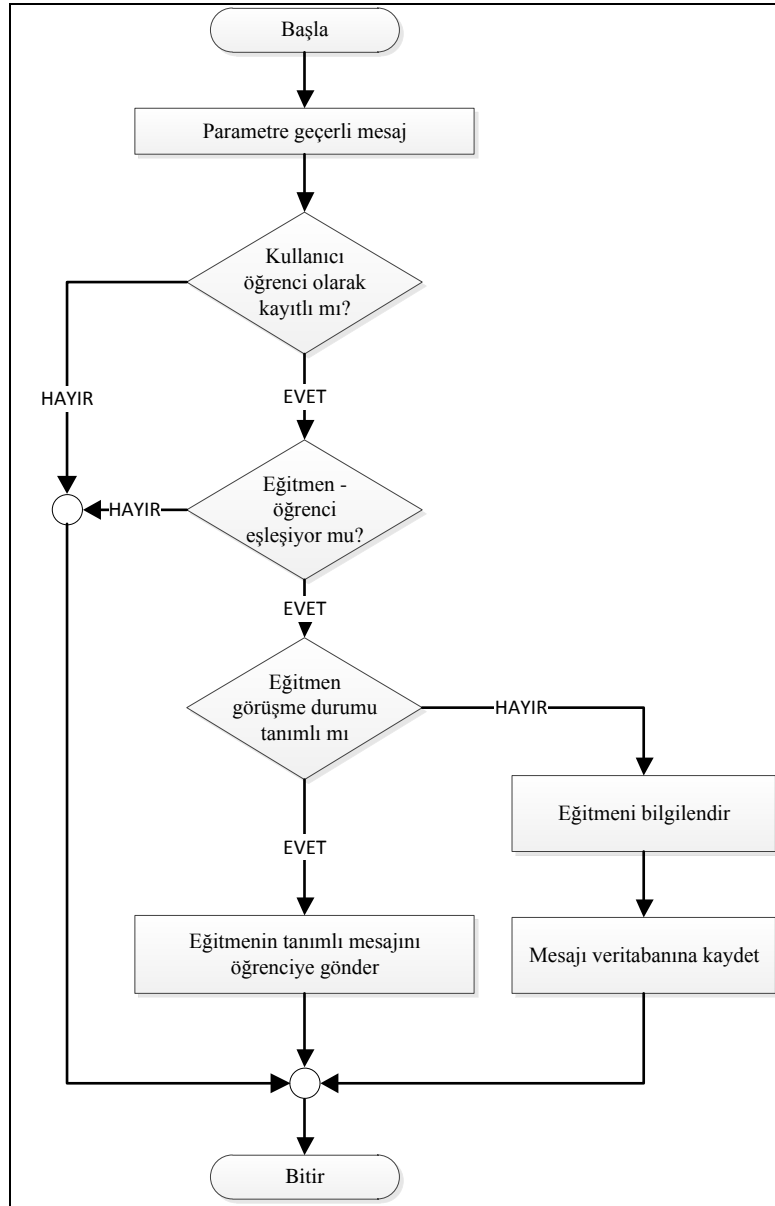 Başla
Parametre geçerli mesaj
Kullanıcı
öğrenci olarak
kayıtlı mı?
HAYIR
EVET
Eğitmen -
öğrenci
eşleşiyor mu?
HAYIR
EVET
Eğitmen
görüşme durumu
tanımlı mı
HAYIR
Eğitmeni bilgilendir
EVET
Eğitmenin tanımlı mesajını
öğrenciye gönder
Mesajı veritabanına kaydet
Bitir